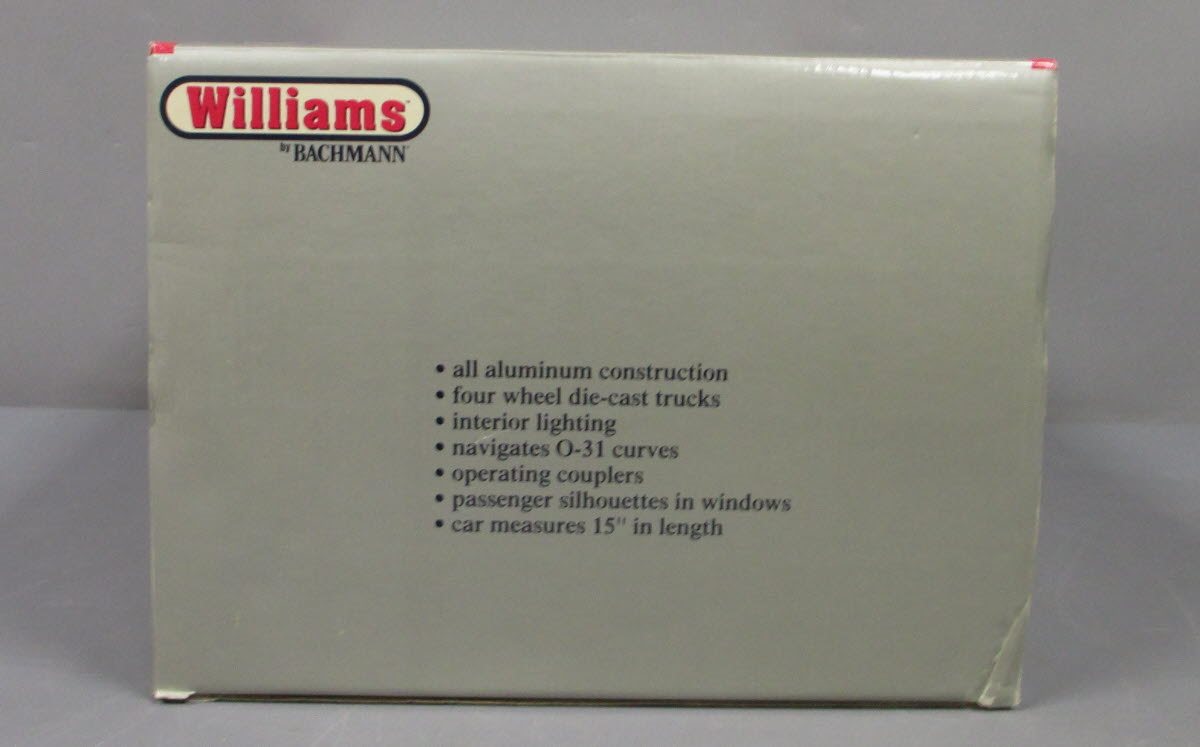 Williams
by BACHMANN
• all aluminum construction
• four wheel die-cast trucks
• interior lighting
• navigates O-31 curves
• operating couplers
• passenger silhouettes in windows
• car measures 15" in length